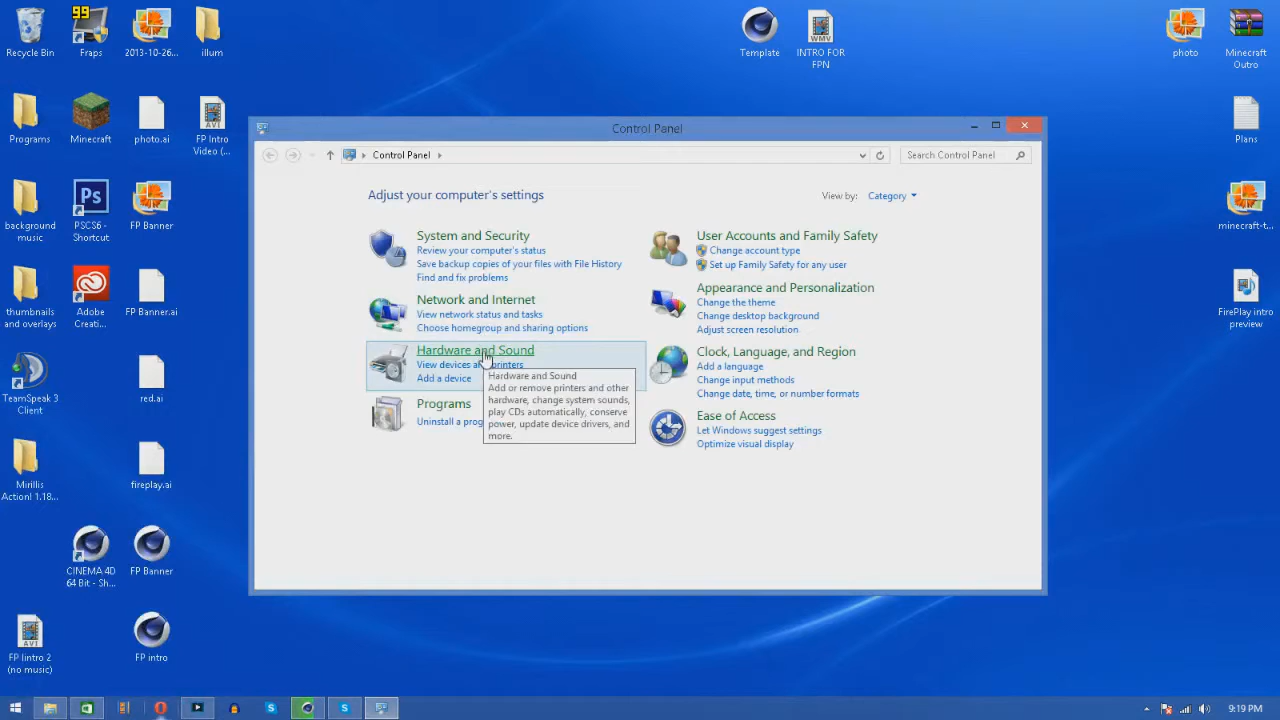 99
Recycle Bin
Fraps
2013-10-26...
illum
Template
INTRO FOR
FPN
photo
Minecraft
Outro
Programs
Minecraft
photo.ai
FP Intro
Video (...
Plans
background
music
PSCS6 -
Shortcut
FP Banner
minecraft-t...
thumbnails
and overlays
Adobe
Creati...
FP Banner.ai
FirePlay intro
preview
TeamSpeak 3
Client
red.ai
Mirillis
Action! 1.18...
fireplay.ai
CINEMA 4D
64 Bit - Sh...
FP Banner
FP Iintro 2
(no music)
FP intro
Control Panel
Control Panel
Search Control Panel
Adjust your computer's settings
View by:
Category
System and Security
Review your computer's status
Save backup copies of your files with File History
Find and fix problems
Network and Internet
View network status and tasks
Choose homegroup and sharing options
Hardware and Sound
View devices and printers
Add a device
Hardware and Sound
Add or remove printers and other
hardware, change system sounds,
play CDs automatically, conserve
power, update device drivers, and
more.
Programs
Uninstall a prog
User Accounts and Family Safety
Change account type
Set up Family Safety for any user
Appearance and Personalization
Change the theme
Change desktop background
Adjust screen resolution
Clock, Language, and Region
Add a language
Change input methods
Change date, time, or number formats
Ease of Access
Let Windows suggest settings
Optimize visual display
9:19 PM